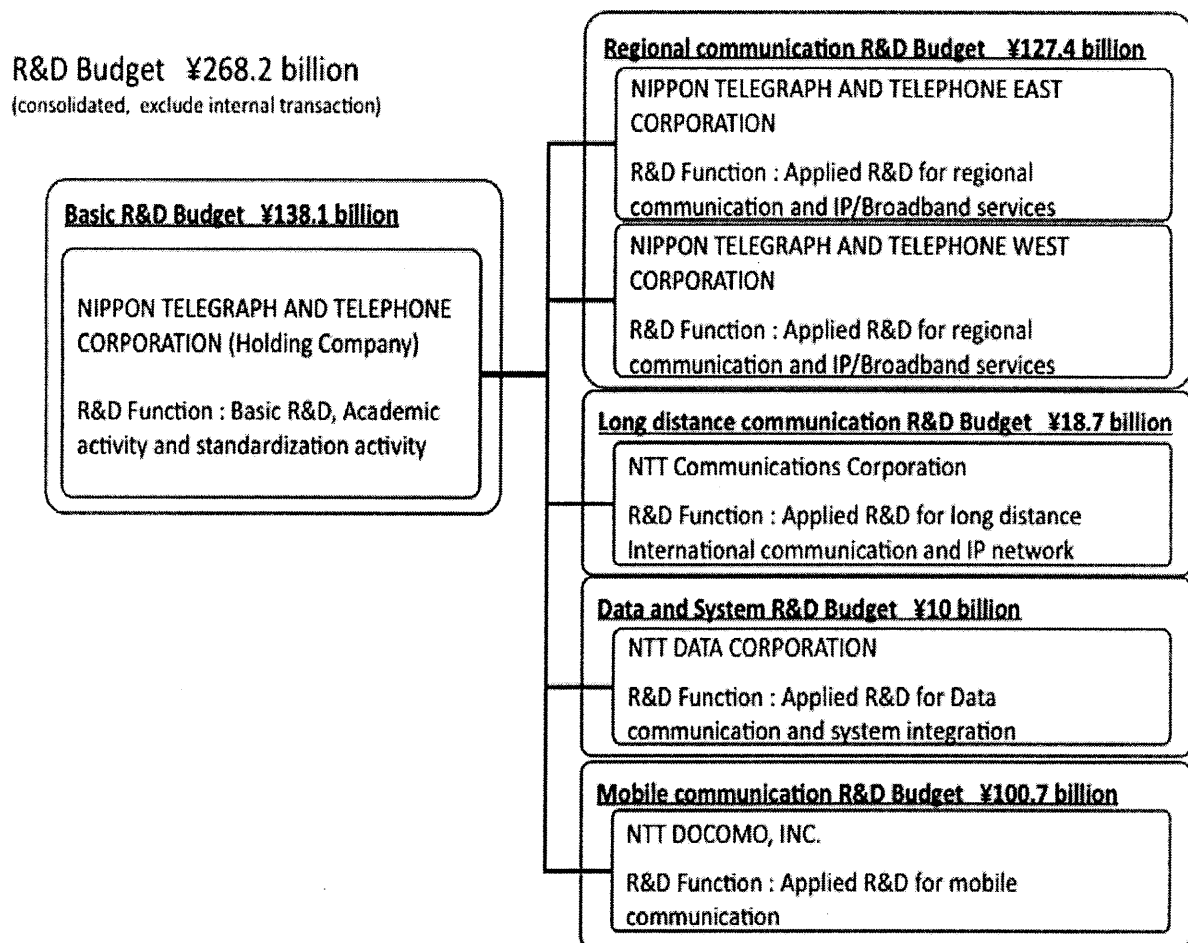 R&D Budget ¥268.2 billion
(consolidated, exclude internal transaction)
Basic R&D Budget ¥138.1 billion
NIPPON TELEGRAPH AND TELEPHONE
CORPORATION (Holding Company)
R&D Function : Basic R&D, Academic
activity and standardization activity
Regional communication R&D Budget ¥127.4 billion
NIPPON TELEGRAPH AND TELEPHONE EAST
CORPORATION
R&D Function : Applied R&D for regional
communication and IP/Broadband services
NIPPON TELEGRAPH AND TELEPHONE WEST
CORPORATION
R&D Function : Applied R&D for regional
communication and IP/Broadband services
Long distance communication R&D Budget ¥18.7 billion
NTT Communications Corporation
R&D Function : Applied R&D for long distance
International communication and IP network
Data and System R&D Budget ¥10 billion
NTT DATA CORPORATION
R&D Function : Applied R&D for Data
communication and system integration
Mobile communication R&D Budget ¥100.7 billion
NTT DOCOMO, INC.
R&D Function : Applied R&D for mobile
communication